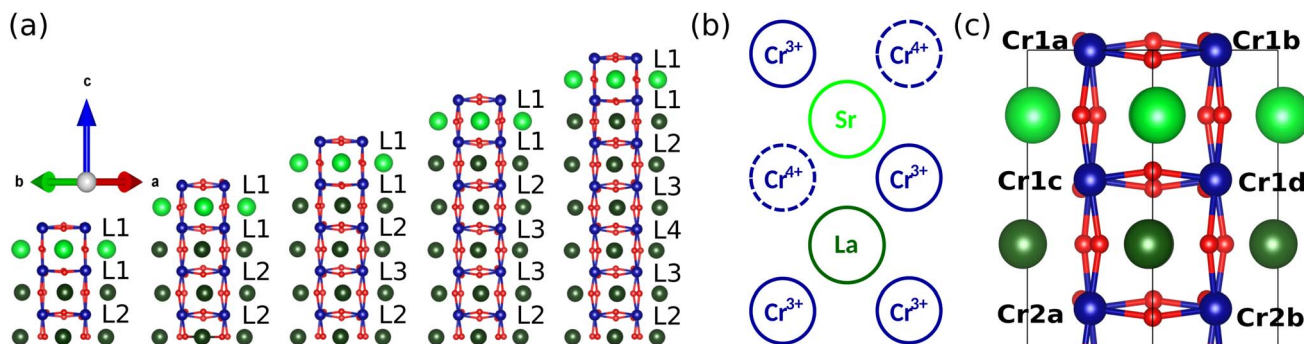 (a)
c
b
a
L1
L1
L2
L1
L1
L2
L2
L1
L1
L2
L3
L2
L1
L1
L2
L3
L3
L2
L1
L1
L2
L3
L4
L3
L2
(b)
Cr3+ Cr4+
Sr
Cr4+ Cr3+
La
Cr3+ Cr3+
(c)
Cr1a Cr1b
Cr1c Cr1d
Cr2a Cr2b